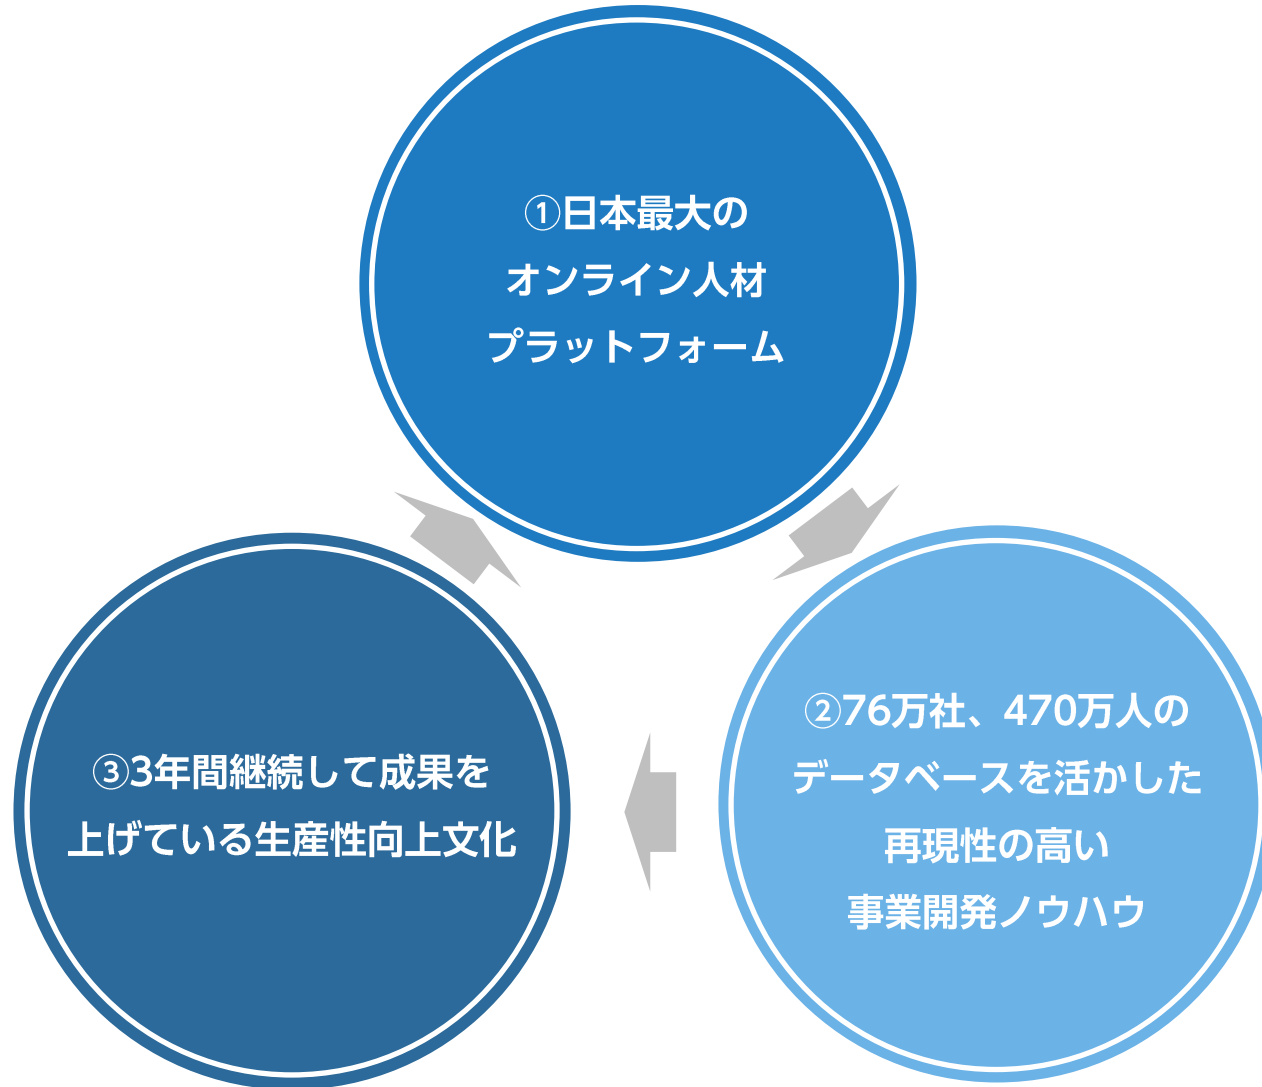 ①日本最大の
オンライン人材
プラットフォーム
②76万社、470万人の
データベースを活かした
再現性の高い
事業開発ノウハウ
③3年間継続して成果を
上げている生産性向上文化